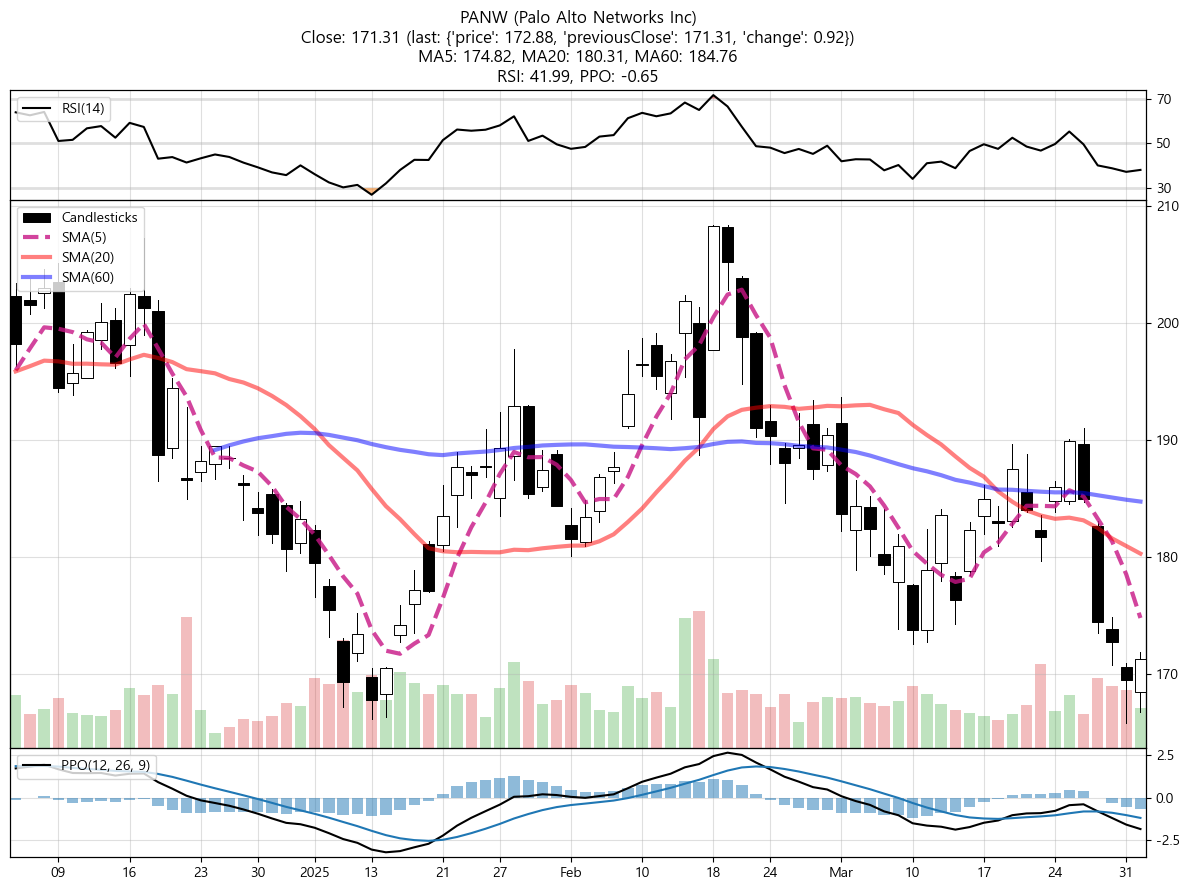 PANW (Palo Alto Networks Inc)
Close: 171.31 (last: {'price': 172.88, 'previousClose': 171.31, 'change': 0.92})
MA5: 174.82, MA20: 180.31, MA60: 184.76
RSI: 41.99, PPO: -0.65
RSI(14)
70
50
30
Candlesticks
SMA(5)
SMA(20)
SMA(60)
210
200
190
180
170
PPO(12, 26, 9)
2.5
0.0
-2.5
09 16 23 30 2025 13 21 27 Feb 10 18 24 Mar 10 17 24 31